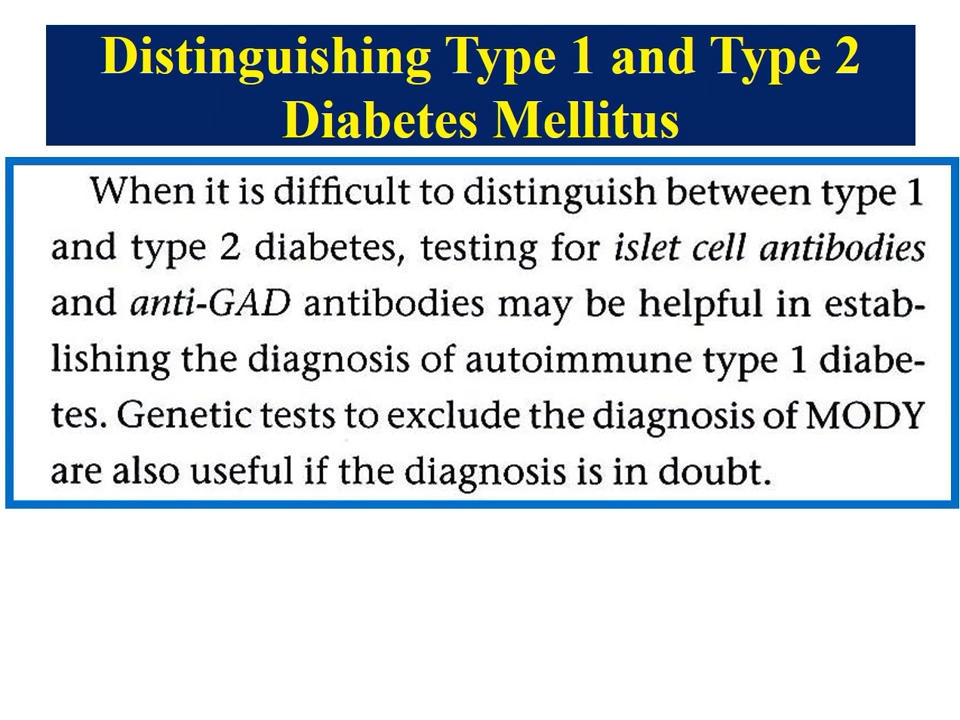 Distinguishing Type 1 and Type 2
Diabetes Mellitus
When it is difficult to distinguish between type 1
and type 2 diabetes, testing for islet cell antibodies
and anti-GAD antibodies may be helpful in estab-
lishing the diagnosis of autoimmune type 1 diabe-
tes. Genetic tests to exclude the diagnosis of MODY
are also useful if the diagnosis is in doubt.